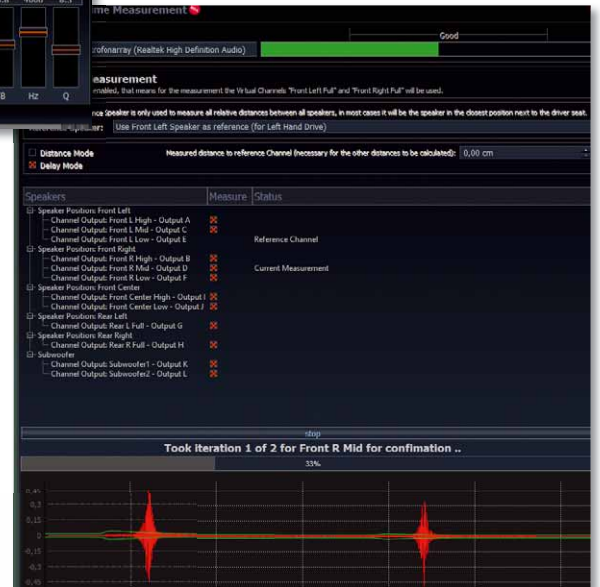 4000
dB Hz Q
me Measurement
Good
rofonarray (Realtek High Definition Audio)
easurement
nabled, that means for the measurement the Virtual Channels "Front Left Full" and "Front Right Full" will be used.
Speaker is only used to measure all relative distances between all speakers, in most cases it will be the speaker in the closest position next to the driver seat.
Use Front Left Speaker as reference (for Left Hand Drive)
Distance Mode Measured distance to reference Channel (necessary for the other distances to be calculated): 0,00 cm
Delay Mode
Speakers Measure Status
Speaker Position: Front Left
Channel Output: Front L High - Output A
Channel Output: Front L Mid - Output C
Channel Output: Front L Low - Output E Reference Channel
Speaker Position: Front Right
Channel Output: Front R High - Output B
Channel Output: Front R Mid - Output D Current Measurement
Channel Output: Front R Low - Output F
Speaker Position: Front Center
Channel Output: Front Center High - Output I
Channel Output: Front Center Low - Output J
Speaker Position: Rear Left
Channel Output: Rear L Full - Output G
Speaker Position: Rear Right
Channel Output: Rear R Full - Output H
Subwoofer
Channel Output: Subwoofer1 - Output K
Channel Output: Subwoofer2 - Output L
stop
Took iteration 1 of 2 for Front R Mid for confimation ..
33%
0,45
0,3
0,15
0
-0,15
-0,3
-0,45